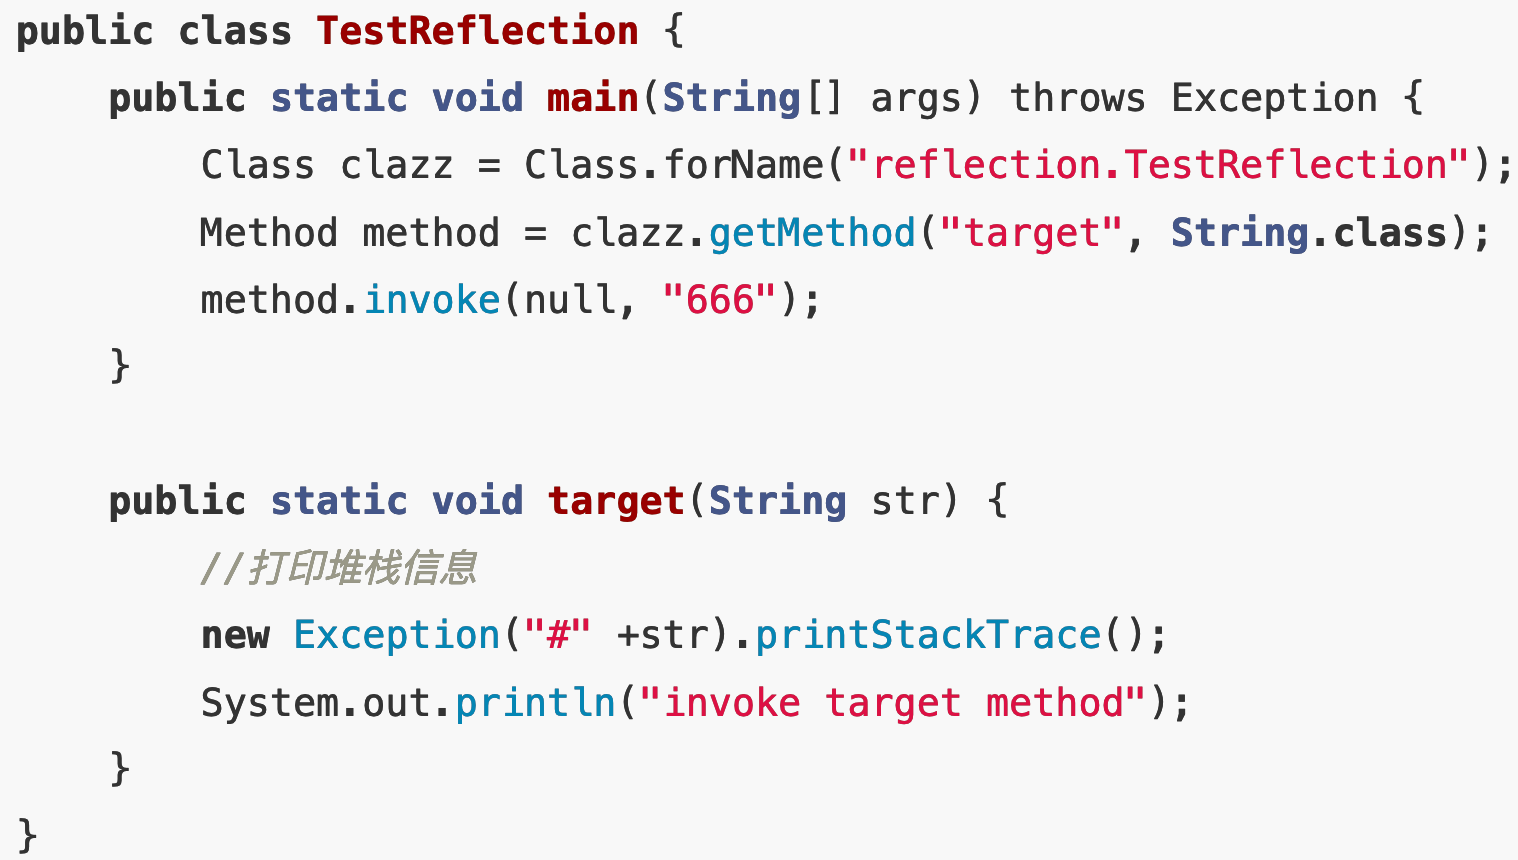 public class TestReflection {
    public static void main(String[] args) throws Exception {
        Class clazz = Class.forName("reflection.TestReflection");
        Method method = clazz.getMethod("target", String.class);
        method.invoke(null, "666");
    }

    public static void target(String str) {
        //打印堆栈信息
        new Exception("#" +str).printStackTrace();
        System.out.println("invoke target method");
    }
}